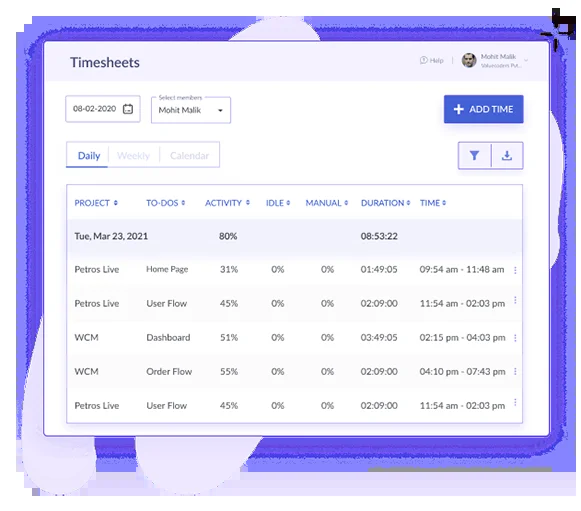 Timesheets
Help
Mohit Malik
08-02-2020
Select members
Mohit Malik
ADD TIME
Daily Weekly Calendar
PROJECT TO-DOS ACTIVITY IDLE MANUAL DURATION TIME
Tue, Mar 23, 2021 80% 08:53:22
Petros Live Home Page 31% 0% 0% 01:49:05 09:54 am - 11:48 am
Petros Live User Flow 45% 0% 0% 02:09:00 11:54 am - 02:03 pm
WCM Dashboard 51% 0% 0% 03:49:05 02:15 pm - 04:03 pm
WCM Order Flow 55% 0% 0% 02:09:00 04:10 pm - 07:43 pm
Petros Live User Flow 45% 0% 0% 02:09:00 11:54 am - 02:03 pm